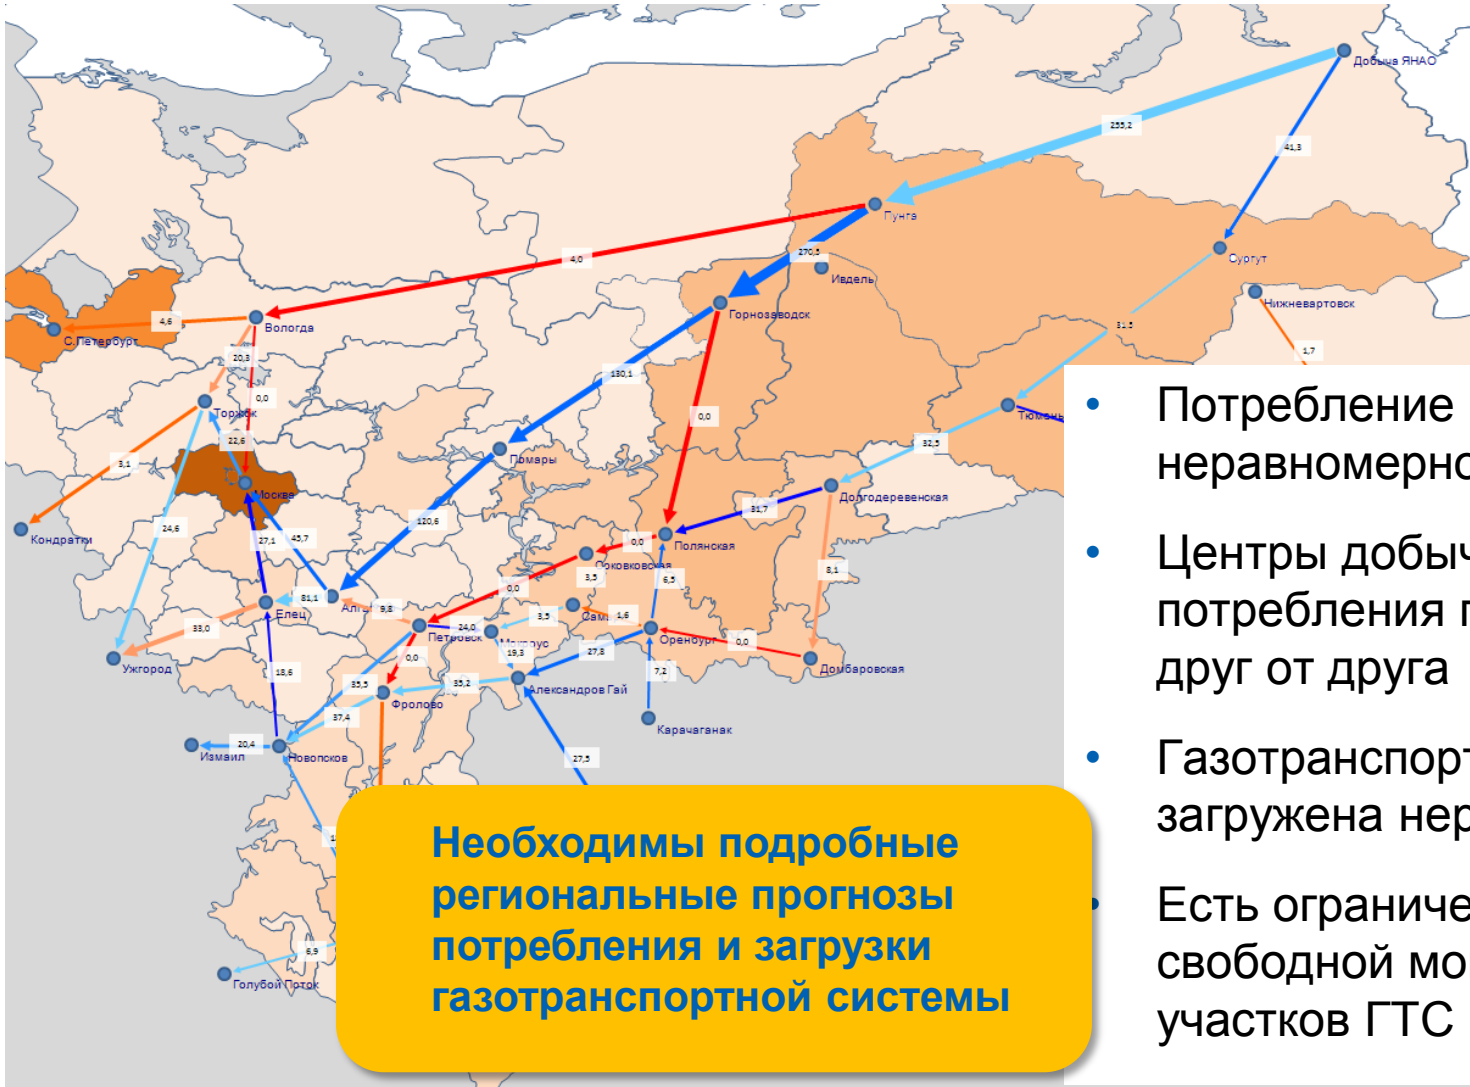 Добыча ЯНАО
255,2
41,3
Пунга
270,5
Сургут
4,0
Ивдель
Нижневартовск
Горнозаводск
4,6
Вологда
С.Петербург
31,5
1,7
20,3
130,1
0,0
Торжок
0,0
Тюмень
22,6
32,5
3,1
Помары
Москва
Долгодеревенская
31,7
24,6
120,6
Кондратки
27,1
45,7
0,0
Полянская
3,5
6,5
8,1
0,0
81,1
Елец
9,8
3,5
1,6
33,0
Петровск
24,0
Мокроус
Оренбург
0,0
19,3
27,8
Ужгород
18,6
0,0
7,2
Домбаровская
35,5
35,2
Александров Гай
Фролово
37,4
Карачаганак
20,4
Измаил
Новопсков
27,5
6,9
Голубой Поток
Необходимы подробные
региональные прогнозы
потребления и загрузки
газотранспортной системы
• Потребление
неравномерно
• Центры добыч
потребления п
друг от друга
• Газотранспорт
загружена нер
• Есть ограниче
свободной мо
участков ГТС